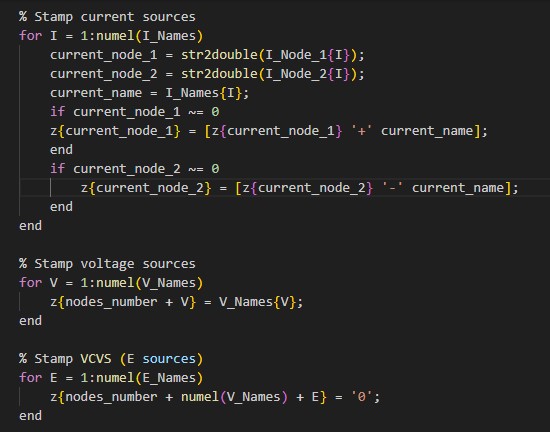 % Stamp current sources
for I = 1:numel(I_Names)
    current_node_1 = str2double(I_Node_1{I});
    current_node_2 = str2double(I_Node_2{I});
    current_name = I_Names{I};
    if current_node_1 ~= 0
    z{current_node_1} = [z{current_node_1} '+' current_name];
    end
    if current_node_2 ~= 0
        z{current_node_2} = [z{current_node_2} '-' current_name];
    end
end

% Stamp voltage sources
for V = 1:numel(V_Names)
    z{nodes_number + V} = V_Names{V};
end

% Stamp VCVS (E sources)
for E = 1:numel(E_Names)
    z{nodes_number + numel(V_Names) + E} = '0';
end